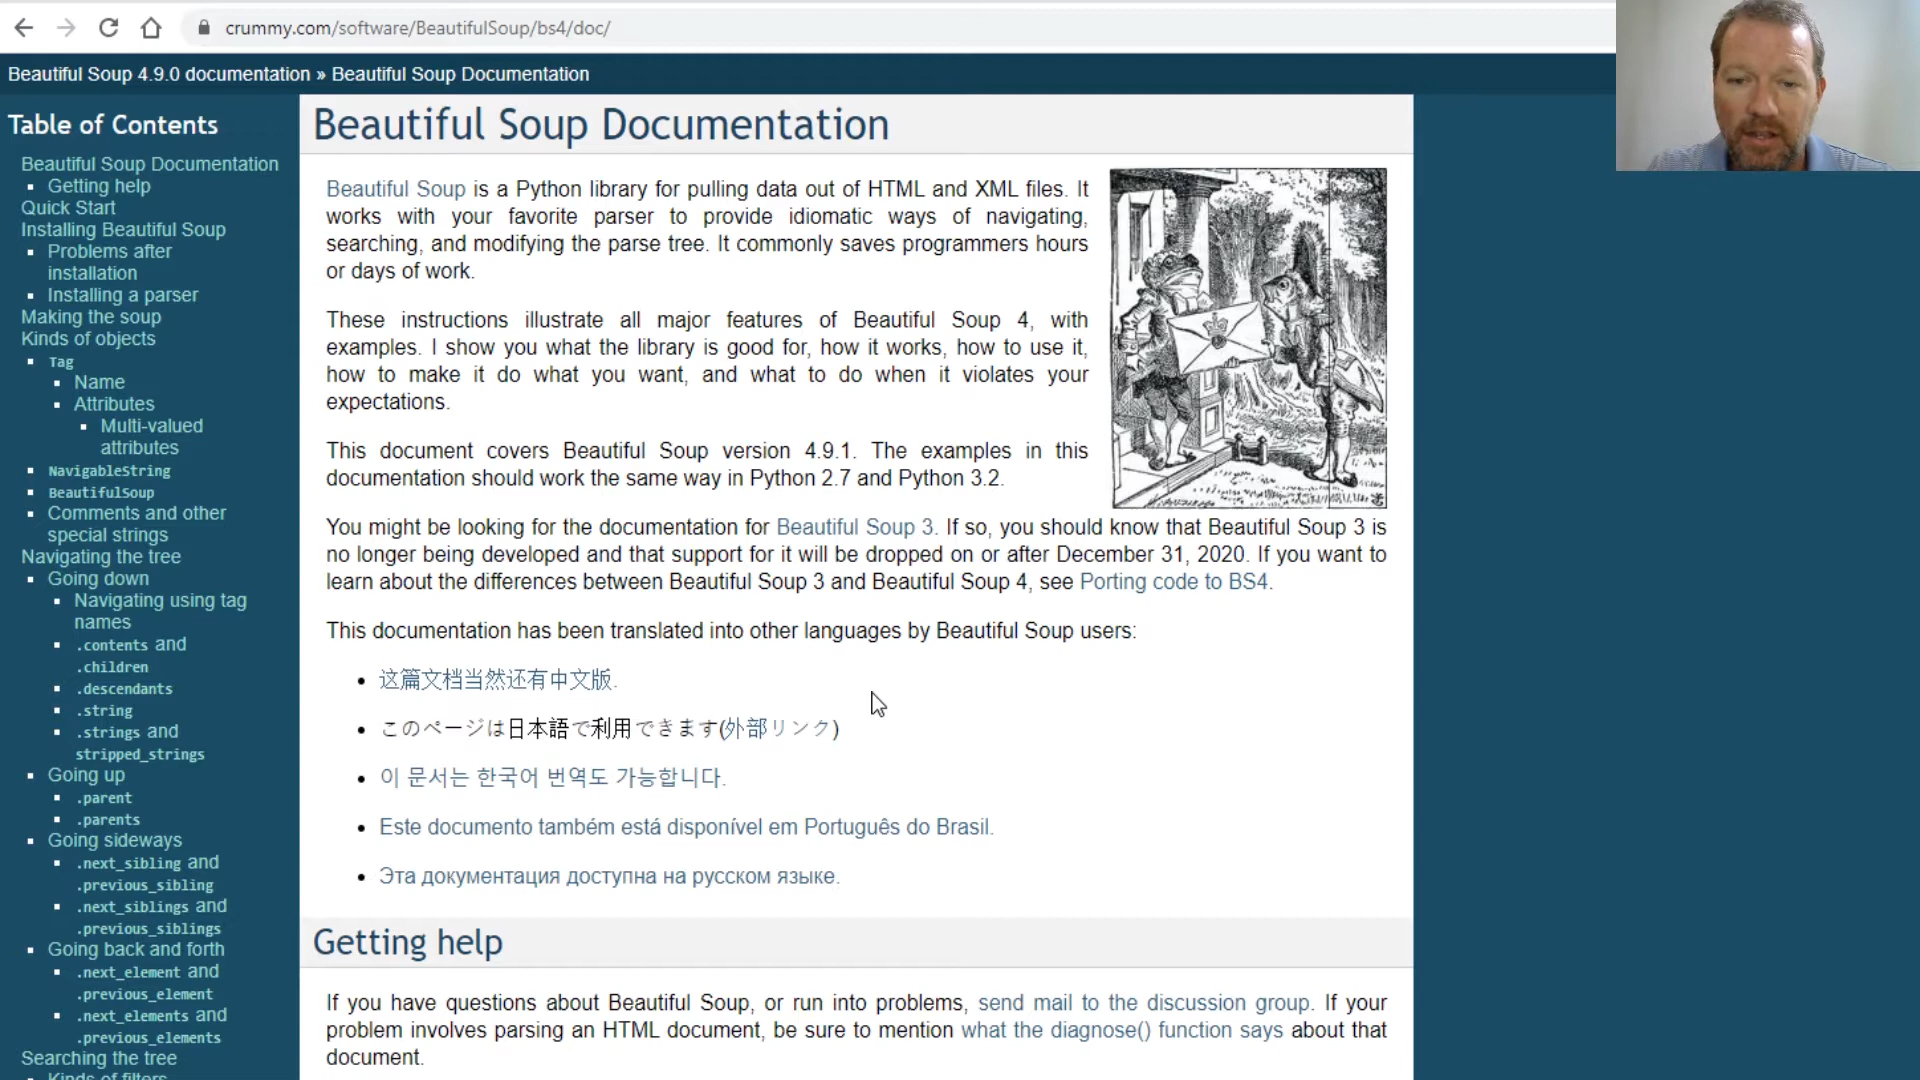 crummy.com/software/BeautifulSoup/bs4/doc/
Beautiful Soup 4.9.0 documentation » Beautiful Soup Documentation
Table of Contents
Beautiful Soup Documentation
Getting help
Quick Start
Installing Beautiful Soup
Problems after
installation
Installing a parser
Making the soup
Kinds of objects
Tag
Name
Attributes
Multi-valued
attributes
NavigableString
BeautifulSoup
Comments and other
special strings
Navigating the tree
Going down
Navigating using tag
names
.contents and
.children
.descendants
.string
.strings and
stripped_strings
Going up
.parent
.parents
Going sideways
.next_sibling and
.previous_sibling
.next_siblings and
.previous_siblings
Going back and forth
.next_element and
.previous_element
.next_elements and
.previous_elements
Searching the tree
Kinds of filters
Beautiful Soup Documentation
Beautiful Soup is a Python library for pulling data out of HTML and XML files. It
works with your favorite parser to provide idiomatic ways of navigating,
searching, and modifying the parse tree. It commonly saves programmers hours
or days of work.
These instructions illustrate all major features of Beautiful Soup 4, with
examples. I show you what the library is good for, how it works, how to use it,
how to make it do what you want, and what to do when it violates your
expectations.
This document covers Beautiful Soup version 4.9.1. The examples in this
documentation should work the same way in Python 2.7 and Python 3.2.
You might be looking for the documentation for Beautiful Soup 3. If so, you should know that Beautiful Soup 3 is
no longer being developed and that support for it will be dropped on or after December 31, 2020. If you want to
learn about the differences between Beautiful Soup 3 and Beautiful Soup 4, see Porting code to BS4.
This documentation has been translated into other languages by Beautiful Soup users:
这篇文档当然还有中文版.
このページは日本語で利用できます(外部リンク)
이 문서는 한국어 번역도 가능합니다.
Este documento também está disponível em Português do Brasil.
Эта документация доступна на русском языке.
Getting help
If you have questions about Beautiful Soup, or run into problems, send mail to the discussion group. If your
problem involves parsing an HTML document, be sure to mention what the diagnose() function says about that
document.